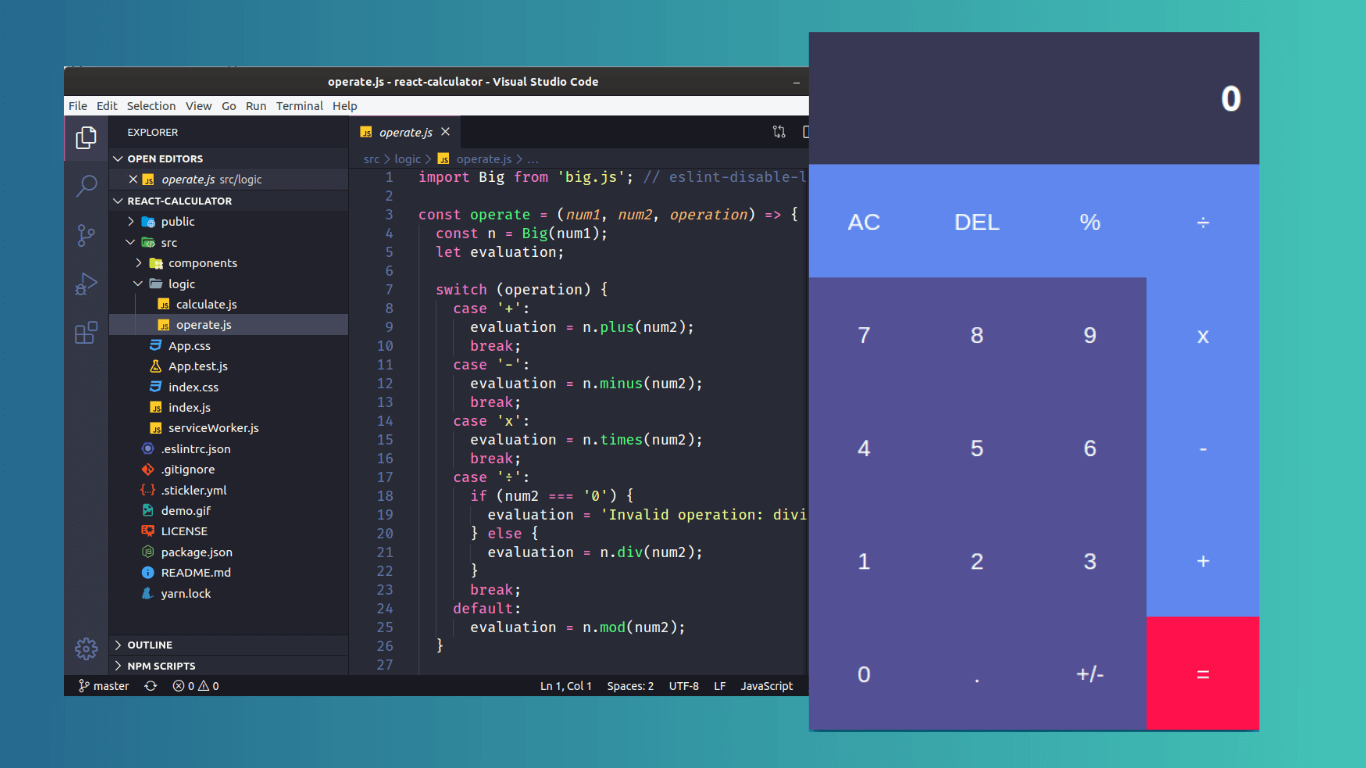 operate.js - react-calculator - Visual Studio Code
File Edit Selection View Go Run Terminal Help
EXPLORER
OPEN EDITORS
operate.js src/logic
REACT-CALCULATOR
public
src
components
logic
calculate.js
operate.js
App.css
App.test.js
index.css
index.js
serviceWorker.js
.eslintrc.json
.gitignore
.stickler.yml
demo.gif
LICENSE
package.json
README.md
yarn.lock
OUTLINE
NPM SCRIPTS
operate.js
src > logic > operate.js > ...
1 import Big from 'big.js'; // eslint-disable-l
2
3 const operate = (num1, num2, operation) => {
4 const n = Big(num1);
5 let evaluation;
6
7 switch (operation) {
8 case '+':
9 evaluation = n.plus(num2);
10 break;
11 case '-':
12 evaluation = n.minus(num2);
13 break;
14 case 'x':
15 evaluation = n.times(num2);
16 break;
17 case '÷':
18 if (num2 === '0') {
19 evaluation = 'Invalid operation: divi
20 } else {
21 evaluation = n.div(num2);
22 }
23 break;
24 default:
25 evaluation = n.mod(num2);
26 }
27
master 0 0 Ln 1, Col 1 Spaces: 2 UTF-8 LF JavaScript
0
AC DEL % ÷
7 8 9 x
4 5 6 -
1 2 3 +
0 . +/- =